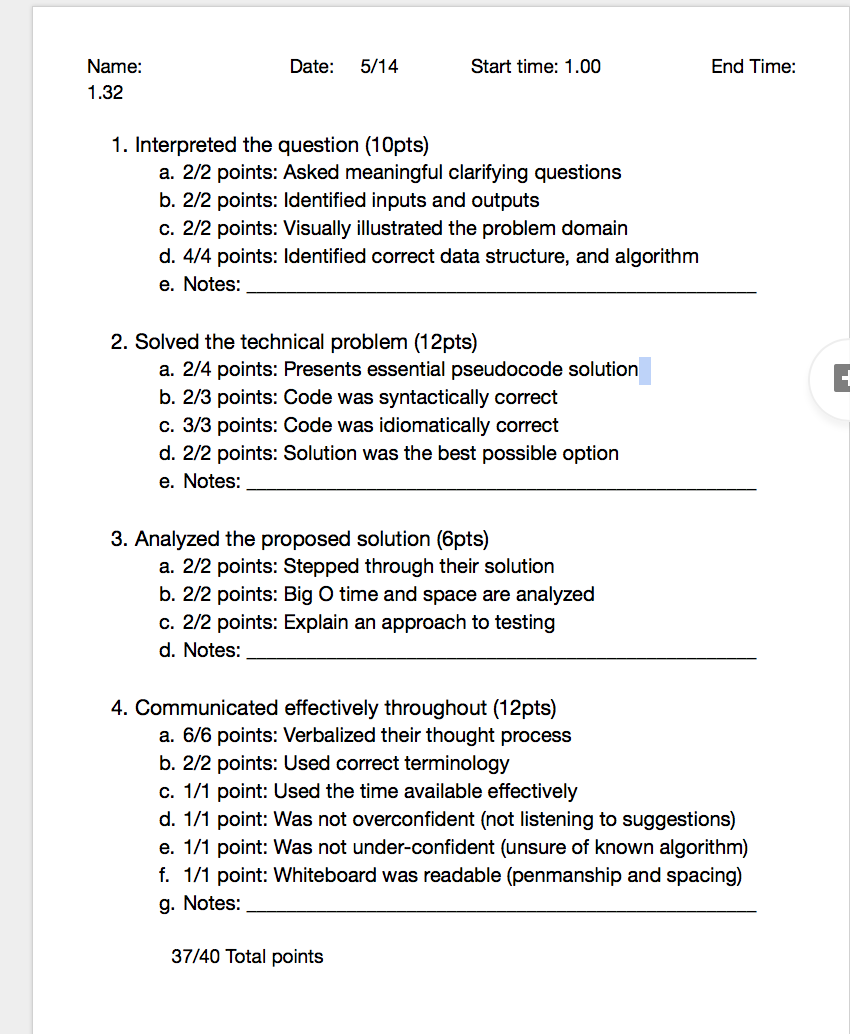 Name: Date: 5/14 Start time: 1.00 End Time:
1.32
1. Interpreted the question (10pts)
a. 2/2 points: Asked meaningful clarifying questions
b. 2/2 points: Identified inputs and outputs
c. 2/2 points: Visually illustrated the problem domain
d. 4/4 points: Identified correct data structure, and algorithm
e. Notes: ______________________________________________
2. Solved the technical problem (12pts)
a. 2/4 points: Presents essential pseudocode solution
b. 2/3 points: Code was syntactically correct
c. 3/3 points: Code was idiomatically correct
d. 2/2 points: Solution was the best possible option
e. Notes: ______________________________________________
3. Analyzed the proposed solution (6pts)
a. 2/2 points: Stepped through their solution
b. 2/2 points: Big O time and space are analyzed
c. 2/2 points: Explain an approach to testing
d. Notes: ______________________________________________
4. Communicated effectively throughout (12pts)
a. 6/6 points: Verbalized their thought process
b. 2/2 points: Used correct terminology
c. 1/1 point: Used the time available effectively
d. 1/1 point: Was not overconfident (not listening to suggestions)
e. 1/1 point: Was not under-confident (unsure of known algorithm)
f. 1/1 point: Whiteboard was readable (penmanship and spacing)
g. Notes: ______________________________________________
37/40 Total points